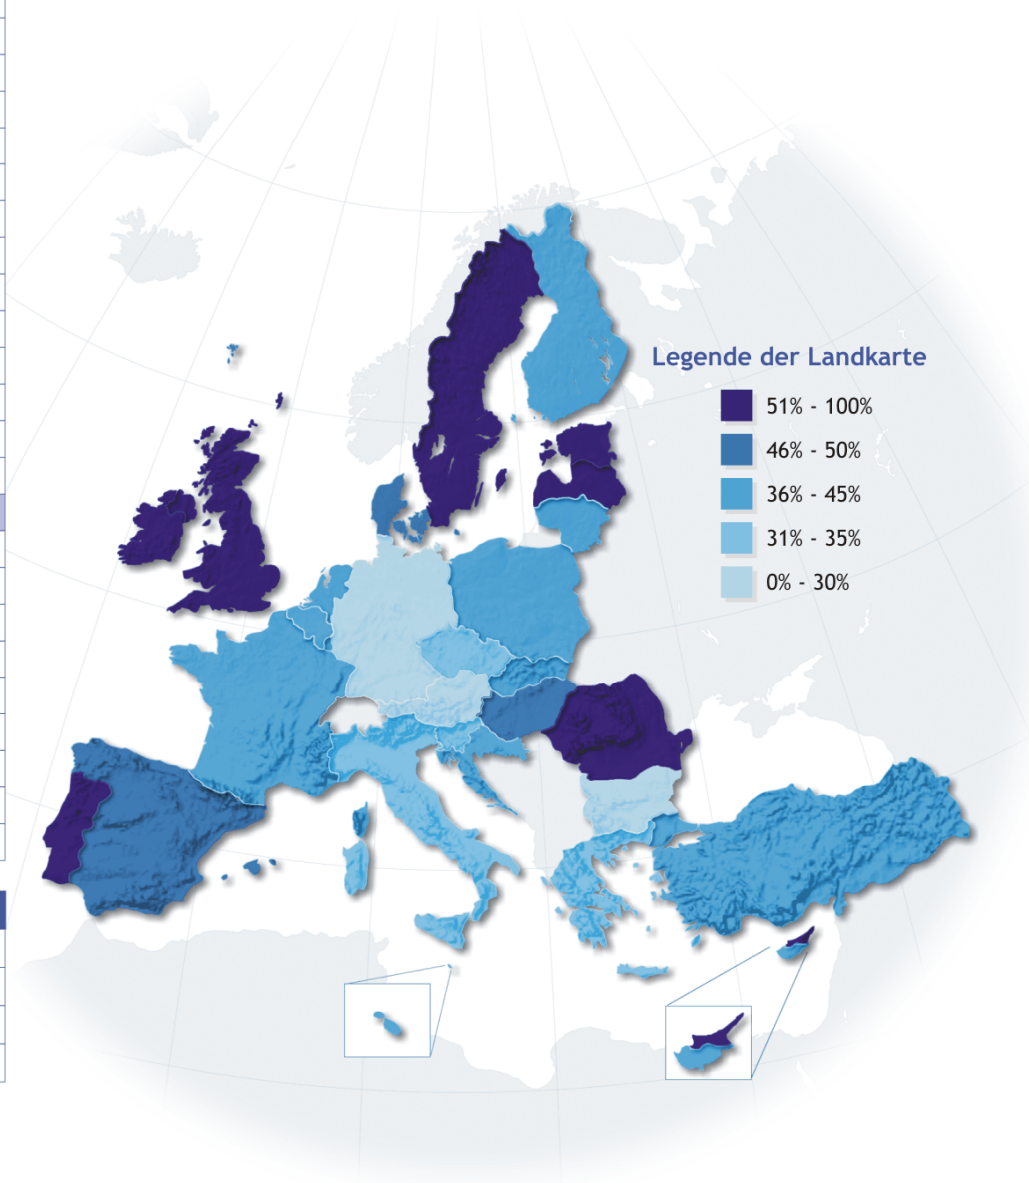 Legende der Landkarte
51% - 100%
46% - 50%
36% - 45%
31% - 35%
0% - 30%